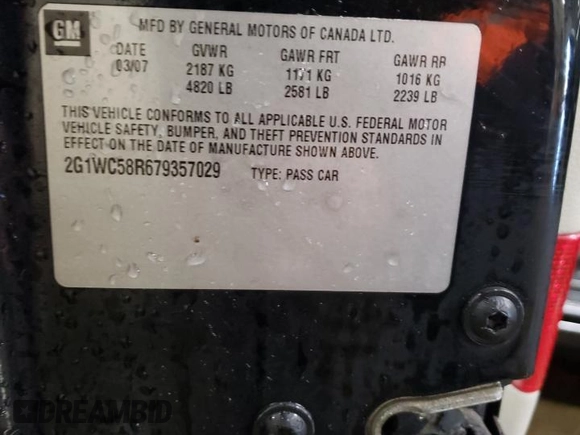 GM
MFD BY GENERAL MOTORS OF CANADA LTD.
DATE GVWR GAWR FRT GAWR RR
03/07 2187 KG 1171 KG 1016 KG
4820 LB 2581 LB 2239 LB
THIS VEHICLE CONFORMS TO ALL APPLICABLE U.S. FEDERAL MOTOR
VEHICLE SAFETY, BUMPER, AND THEFT PREVENTION STANDARDS IN
EFFECT ON THE DATE OF MANUFACTURE SHOWN ABOVE.
2G1WC58R679357029 TYPE: PASS CAR
DREAMBID